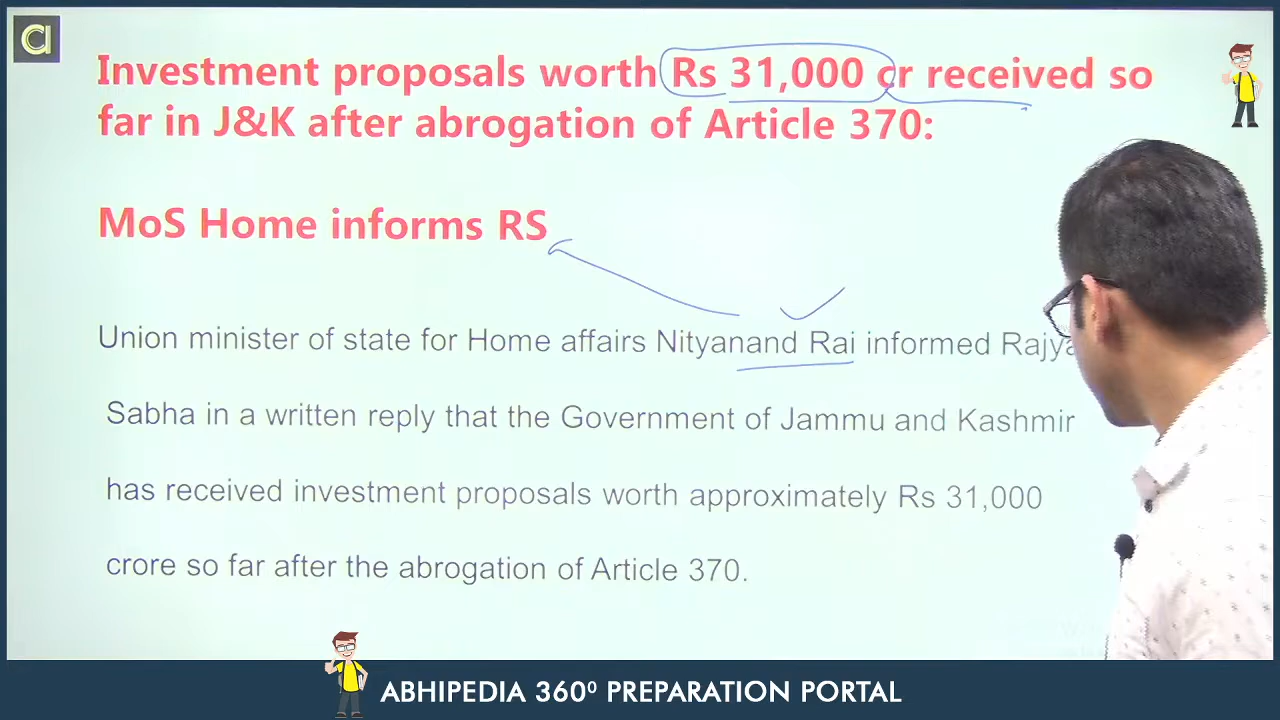 Investment proposals worth Rs 31,000 cr received so
far in J&K after abrogation of Article 370:
MoS Home informs RS
Union minister of state for Home affairs Nityanand Rai informed Rajya
Sabha in a written reply that the Government of Jammu and Kashmir
has received investment proposals worth approximately Rs 31,000
crore so far after the abrogation of Article 370.
ABHIPEDIA 360⁰ PREPARATION PORTAL